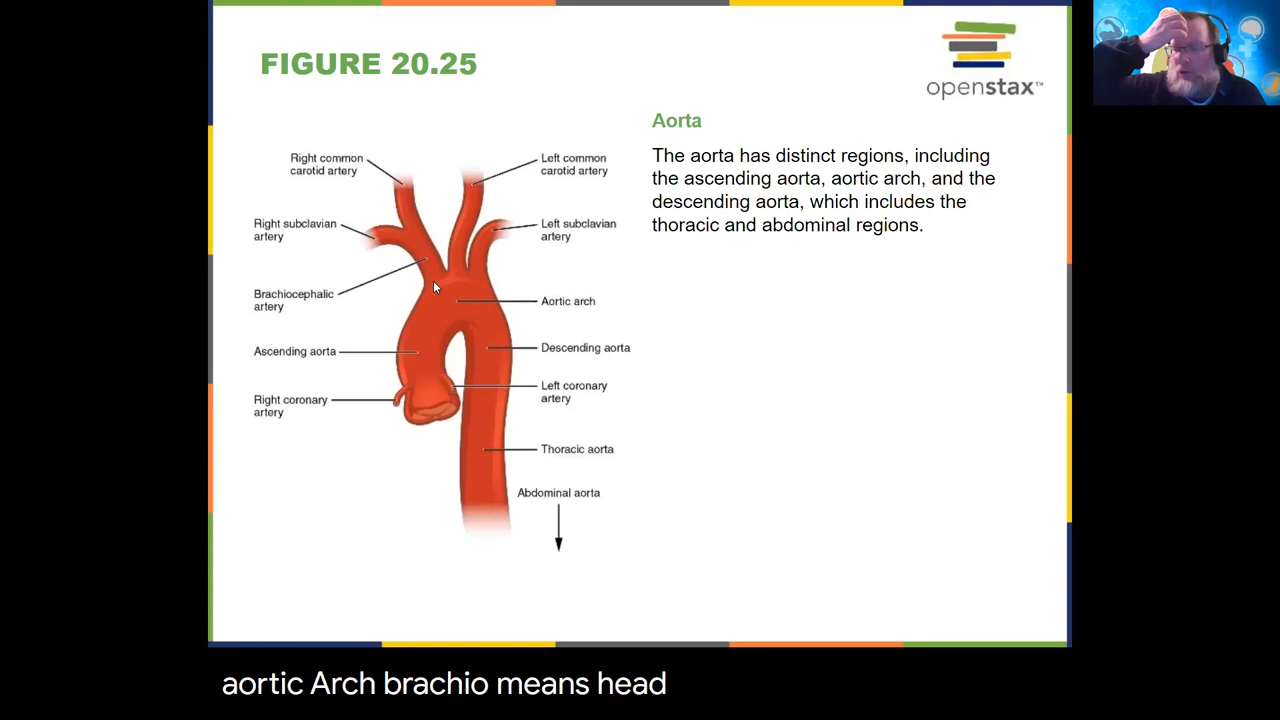 FIGURE 20.25
openstax™
Aorta
The aorta has distinct regions, including
the ascending aorta, aortic arch, and the
descending aorta, which includes the
thoracic and abdominal regions.
Right common
carotid artery
Left common
carotid artery
Right subclavian
artery
Left subclavian
artery
Brachiocephalic
artery
Aortic arch
Ascending aorta
Descending aorta
Right coronary
artery
Left coronary
artery
Thoracic aorta
Abdominal aorta
aortic Arch brachio means head